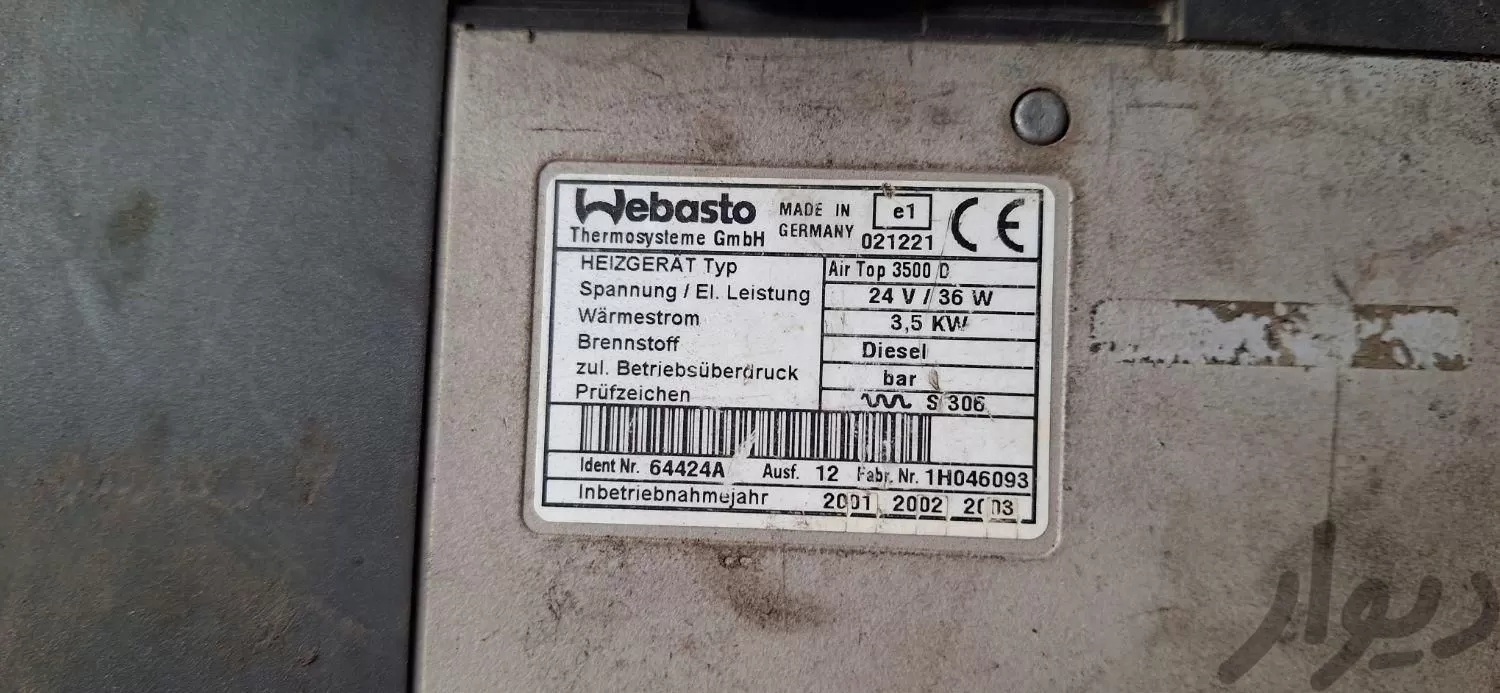 Webasto
Thermosysteme GmbH
MADE IN
GERMANY
e1
021221
CE
HEIZGERÄT Typ Air Top 3500 D
Spannung / El. Leistung 24 V / 36 W
Wärmestrom 3,5 KW
Brennstoff Diesel
zul. Betriebsüberdruck bar
Prüfzeichen S 306
Ident Nr. 64424A Ausf. 12 Fabr. Nr. 1H046093
Inbetriebnahmejahr 2001 2002 2003
دیوار